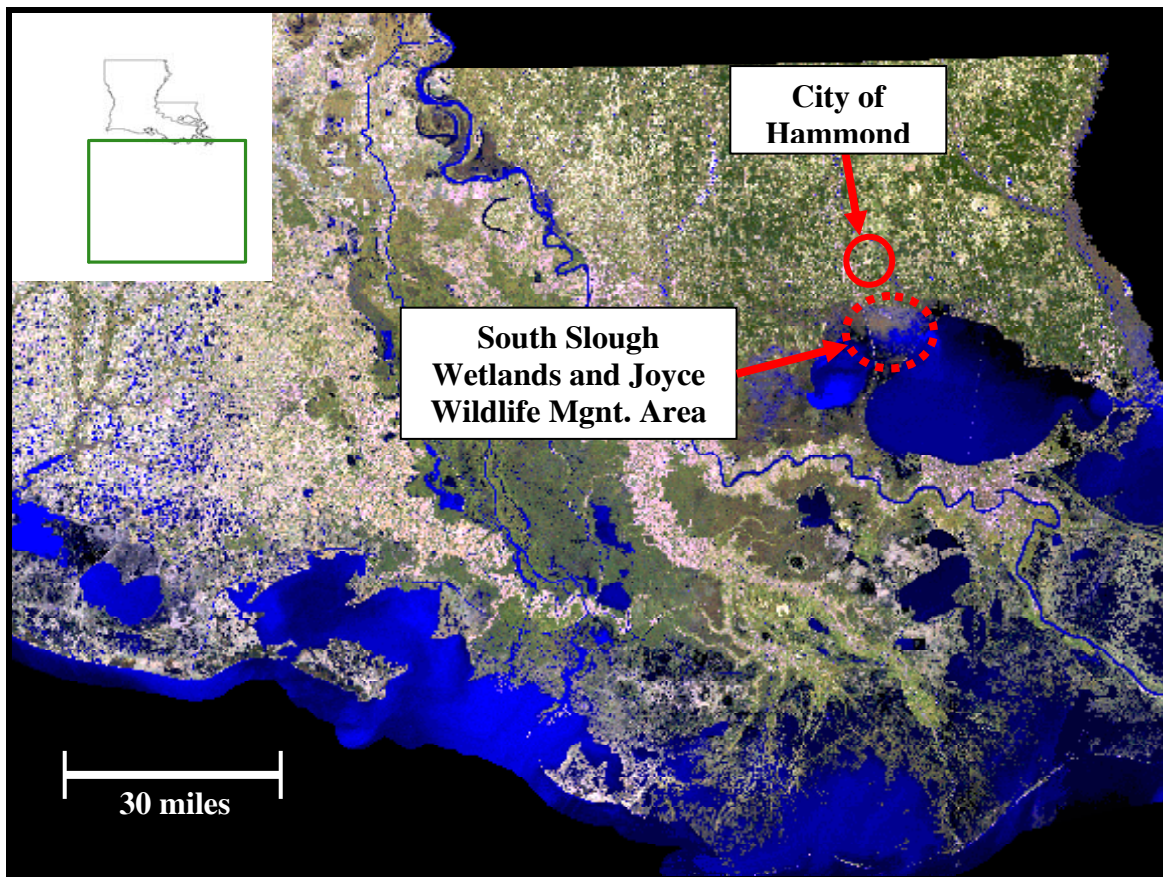 City of
Hammond
South Slough
Wetlands and Joyce
Wildlife Mgnt. Area
30 miles